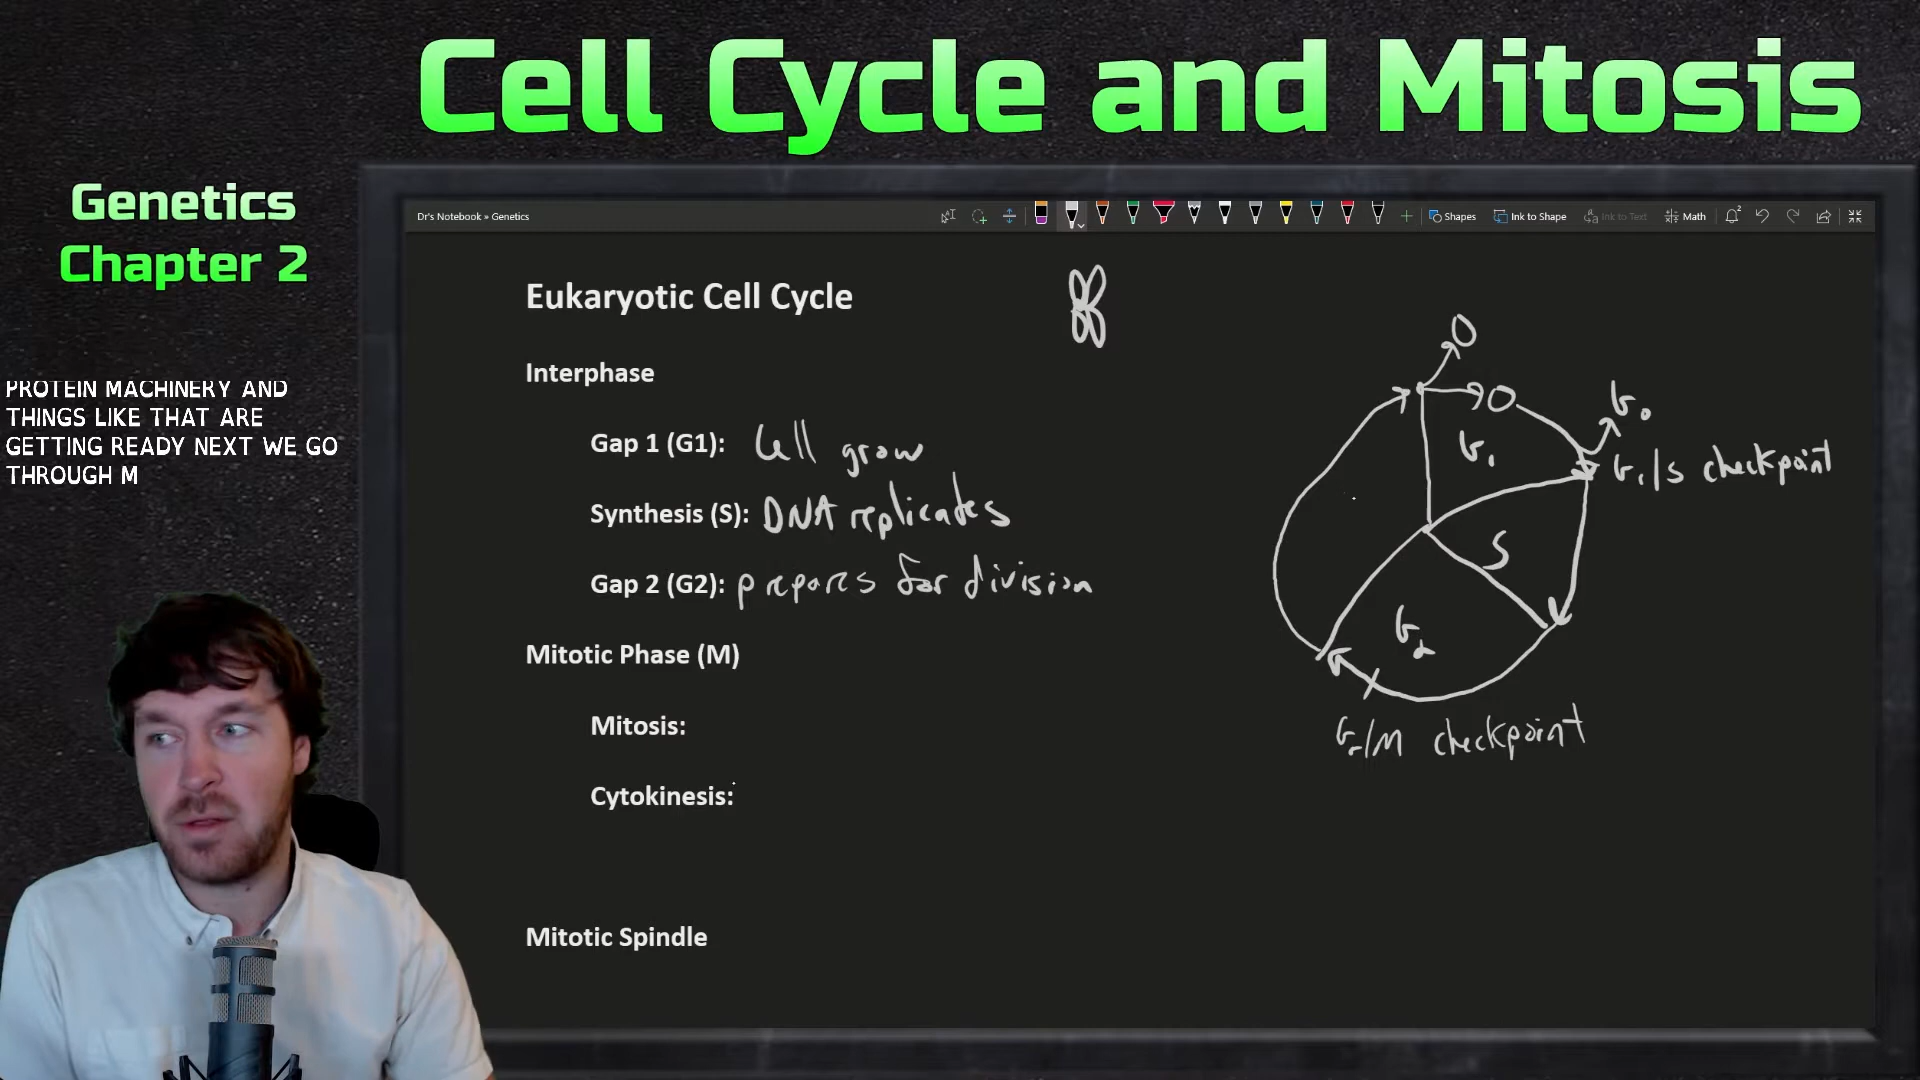 Cell Cycle and Mitosis
Genetics
Chapter 2
Dr's Notebook » Genetics
Shapes
Ink to Shape
Ink to Text
Math
PROTEIN MACHINERY AND
THINGS LIKE THAT ARE
GETTING READY NEXT WE GO
THROUGH M
Eukaryotic Cell Cycle
Interphase
Gap 1 (G1): Cell grow
Synthesis (S): DNA replicates
Gap 2 (G2): prepares for division
Mitotic Phase (M)
Mitosis:
Cytokinesis:
Mitotic Spindle
G0
G1
G1/S checkpoint
S
G2
G2/M checkpoint